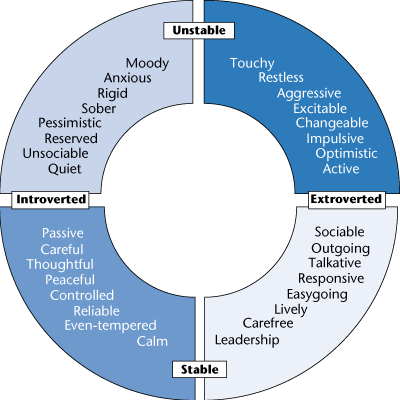 Unstable
Moody
Anxious
Rigid
Sober
Pessimistic
Reserved
Unsociable
Quiet
Touchy
Restless
Aggressive
Excitable
Changeable
Impulsive
Optimistic
Active
Introverted
Extroverted
Passive
Careful
Thoughtful
Peaceful
Controlled
Reliable
Even-tempered
Calm
Sociable
Outgoing
Talkative
Responsive
Easygoing
Lively
Carefree
Leadership
Stable